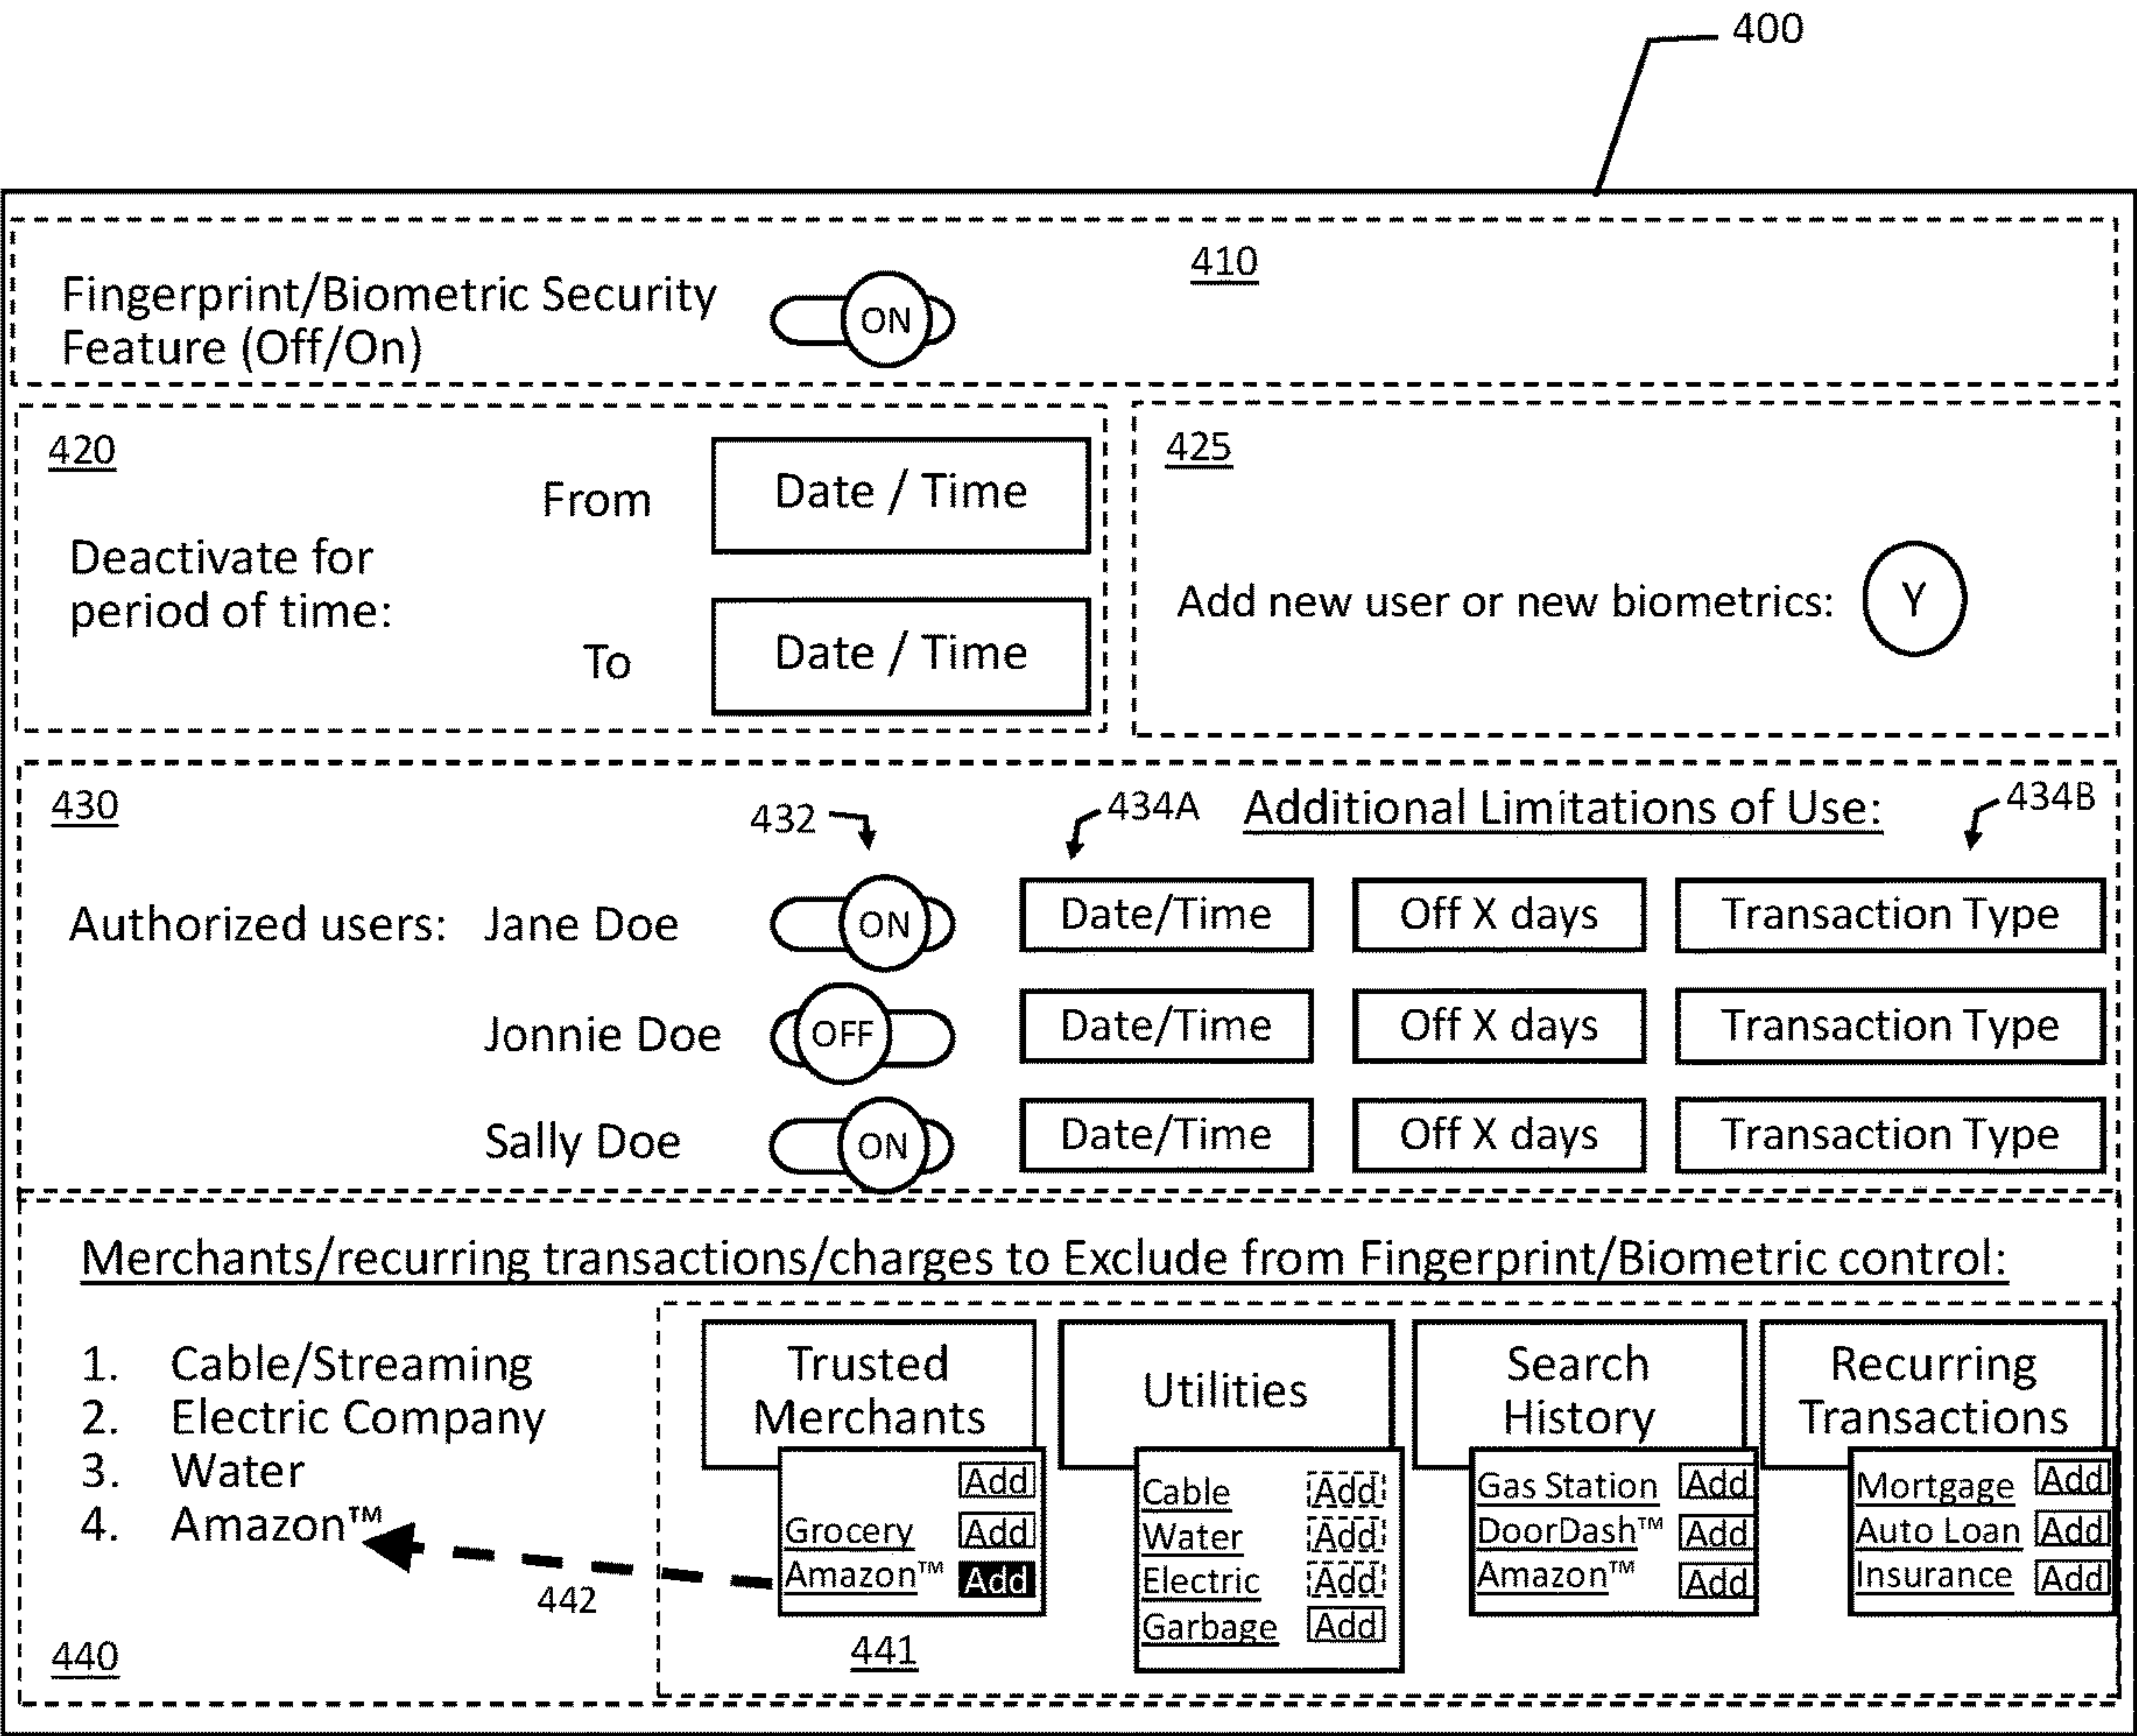 400
410
Fingerprint/Biometric Security
Feature (Off/On)
ON
420
From
Date / Time
Deactivate for
period of time:
To
Date / Time
425
Add new user or new biometrics:
Y
430
432
434A
Additional Limitations of Use:
434B
Authorized users: Jane Doe ON Date/Time Off X days Transaction Type
Jonnie Doe OFF Date/Time Off X days Transaction Type
Sally Doe ON Date/Time Off X days Transaction Type
Merchants/recurring transactions/charges to Exclude from Fingerprint/Biometric control:
1. Cable/Streaming
2. Electric Company
3. Water
4. Amazon™
442
440
Trusted
Merchants
Add
Grocery Add
Amazon™ Add
441
Utilities
Cable Add
Water Add
Electric Add
Garbage Add
Search
History
Gas Station Add
DoorDash™ Add
Amazon™ Add
Recurring
Transactions
Mortgage Add
Auto Loan Add
Insurance Add